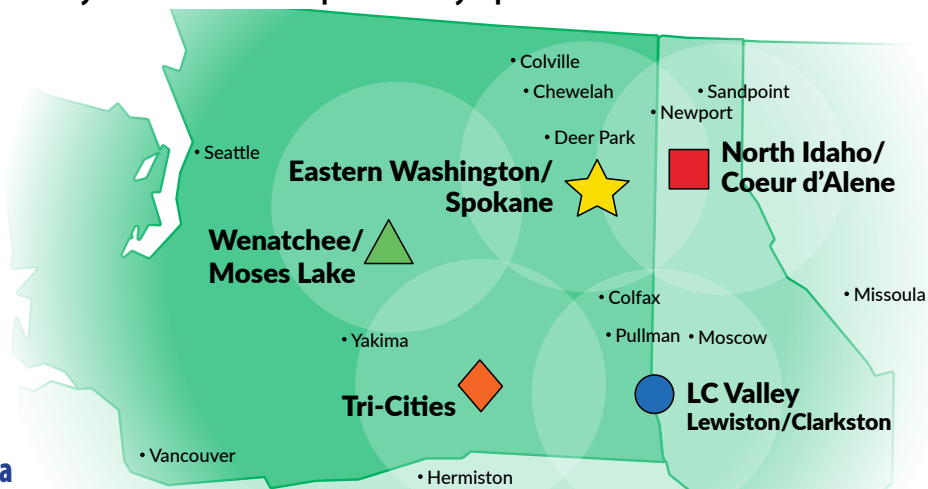 • Colville
• Chewelah
• Sandpoint
• Newport
• Deer Park
• Seattle
North Idaho/
Coeur d'Alene
Eastern Washington/
Spokane
Wenatchee/
Moses Lake
• Colfax
• Missoula
• Pullman
• Moscow
• Yakima
Tri-Cities
LC Valley
Lewiston/Clarkston
• Vancouver
• Hermiston